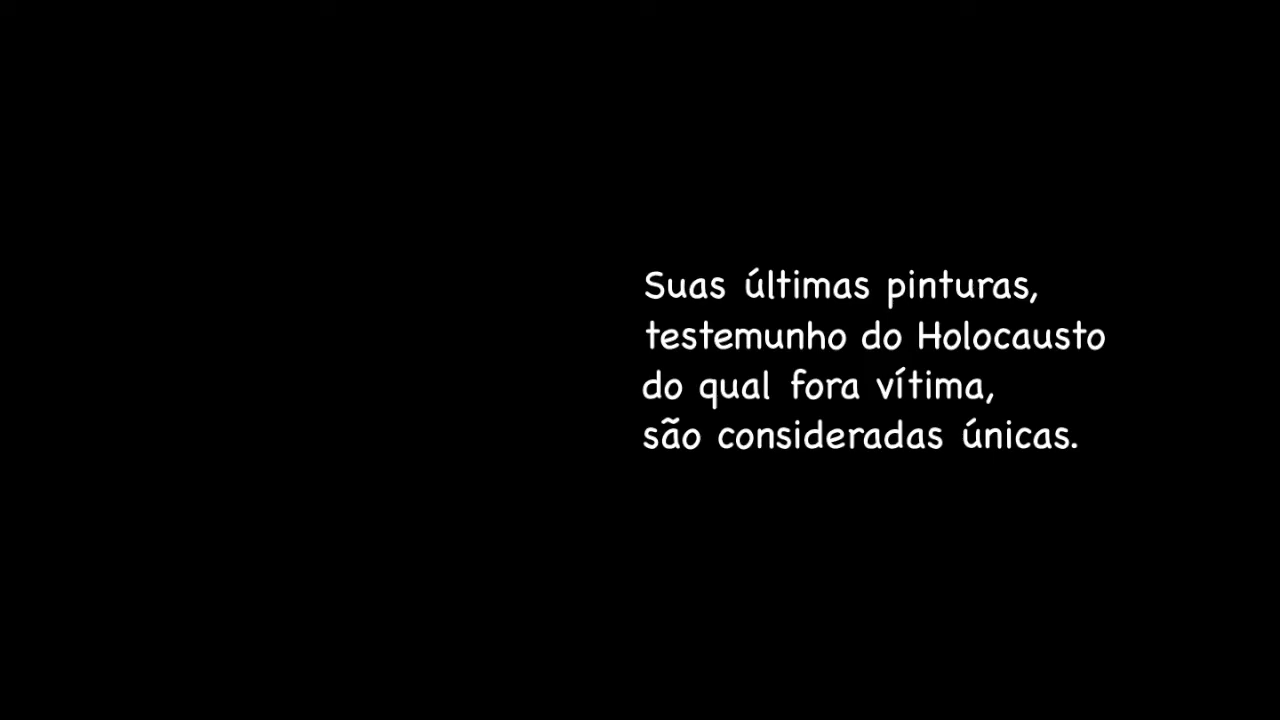 Suas últimas pinturas,
testemunho do Holocausto
do qual fora vítima,
são consideradas únicas.